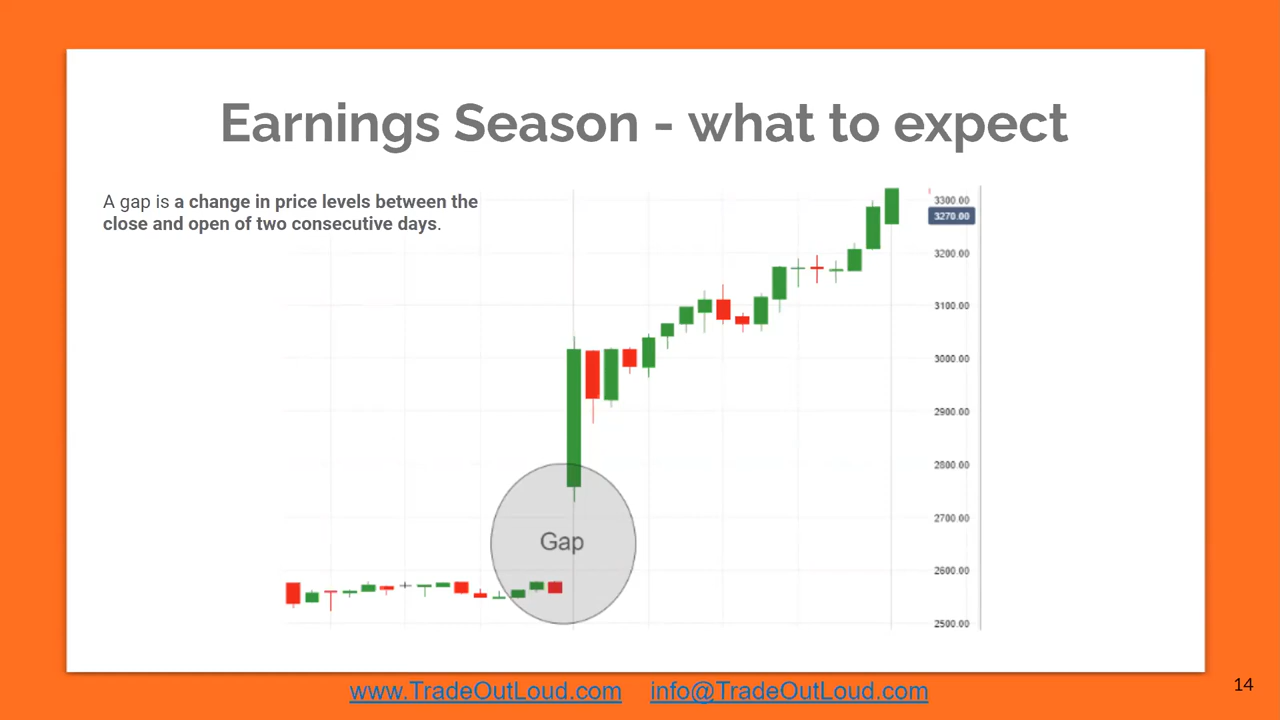 Earnings Season - what to expect
A gap is a change in price levels between the
close and open of two consecutive days.
3300.00
3270.00
3200.00
3100.00
3000.00
2900.00
2800.00
2700.00
Gap
2600.00
2500.00
www.TradeOutLoud.com info@TradeOutLoud.com
14